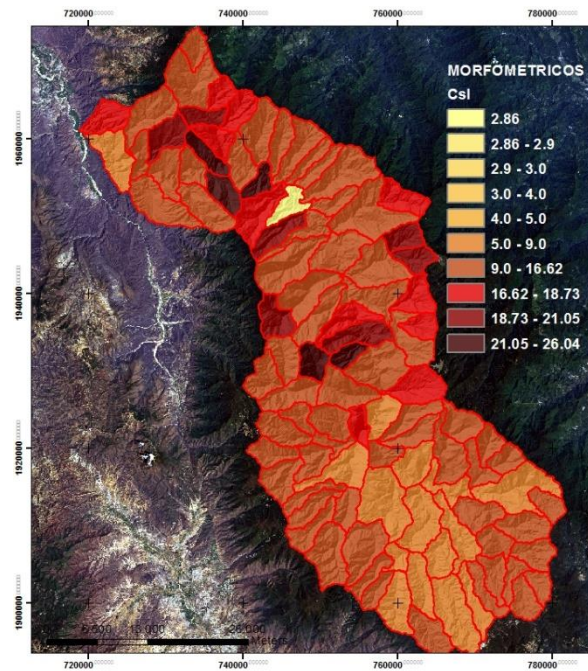 720000 740000 760000 780000
MORFOMETRICOS
Csl
2.86
2.86 - 2.9
2.9 - 3.0
3.0 - 4.0
4.0 - 5.0
5.0 - 9.0
9.0 - 16.62
16.62 - 18.73
18.73 - 21.05
21.05 - 26.04
1960000
1940000
1920000
1900000
720000 740000 760000 780000